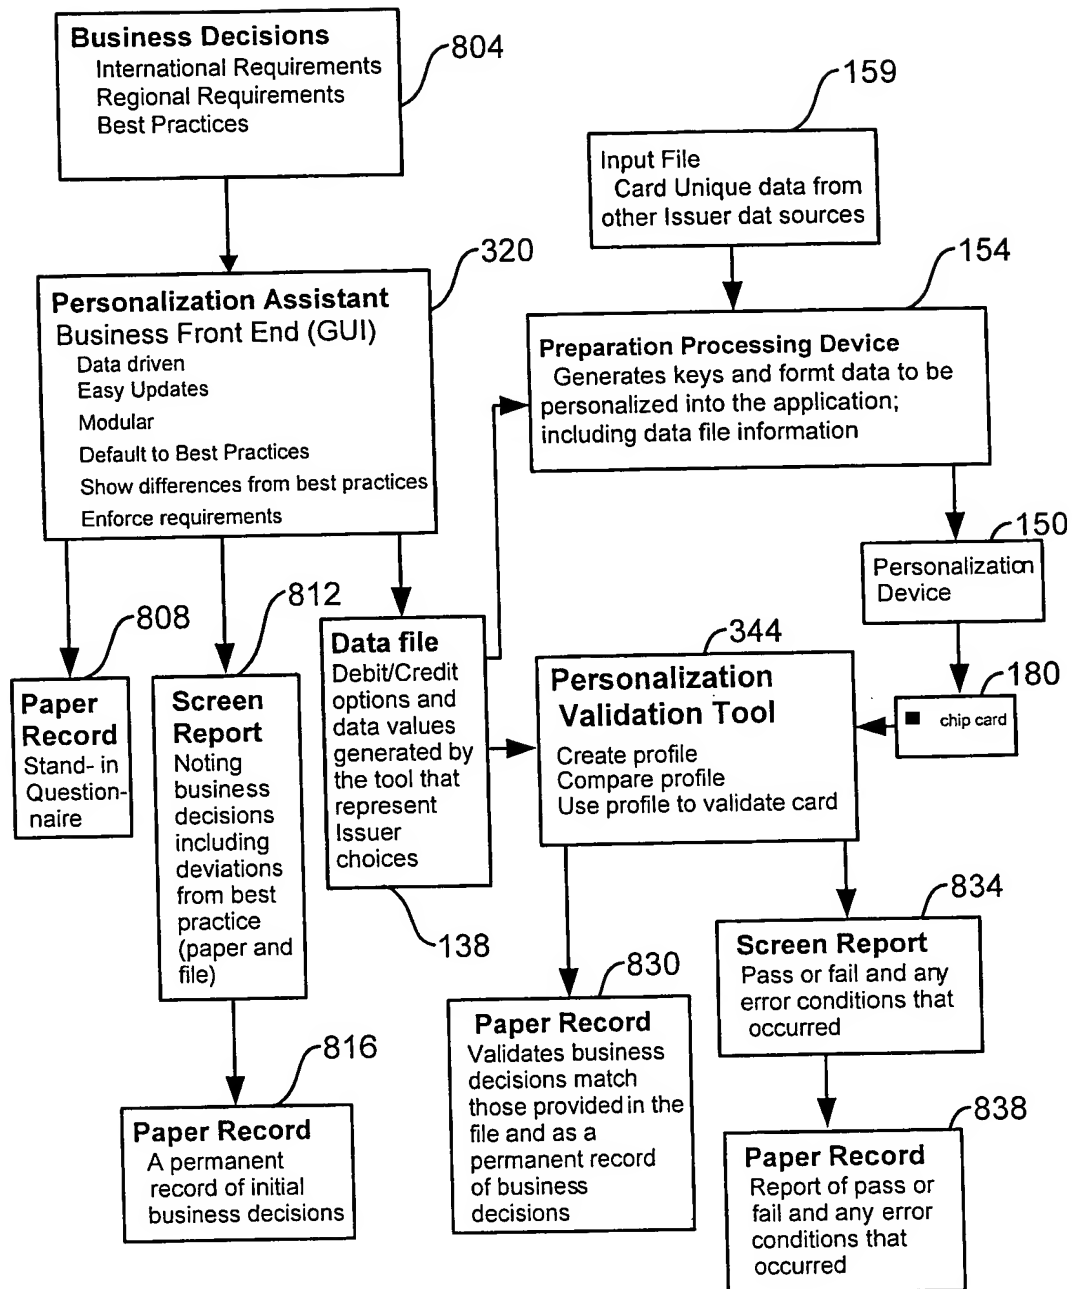 Business Decisions
International Requirements
Regional Requirements
Best Practices
804
159
Input File
Card Unique data from
other Issuer dat sources
320
Personalization Assistant
Business Front End (GUI)
Data driven
Easy Updates
Modular
Default to Best Practices
Show differences from best practices
Enforce requirements
154
Preparation Processing Device
Generates keys and formt data to be
personalized into the application;
including data file information
150
Personalization
Device
808
Paper
Record
Stand- in
Question-
naire
812
Screen
Report
Noting
business
decisions
including
deviations
from best
practice
(paper and
file)
Data file
Debit/Credit
options and
data values
generated by
the tool that
represent
Issuer
choices
138
344
Personalization
Validation Tool
Create profile
Compare profile
Use profile to validate card
180
chip card
816
Paper Record
A permanent
record of initial
business decisions
830
Paper Record
Validates business
decisions match
those provided in the
file and as a
permanent record
of business
decisions
834
Screen Report
Pass or fail and any
error conditions that
occurred
838
Paper Record
Report of pass or
fail and any error
conditions that
occurred